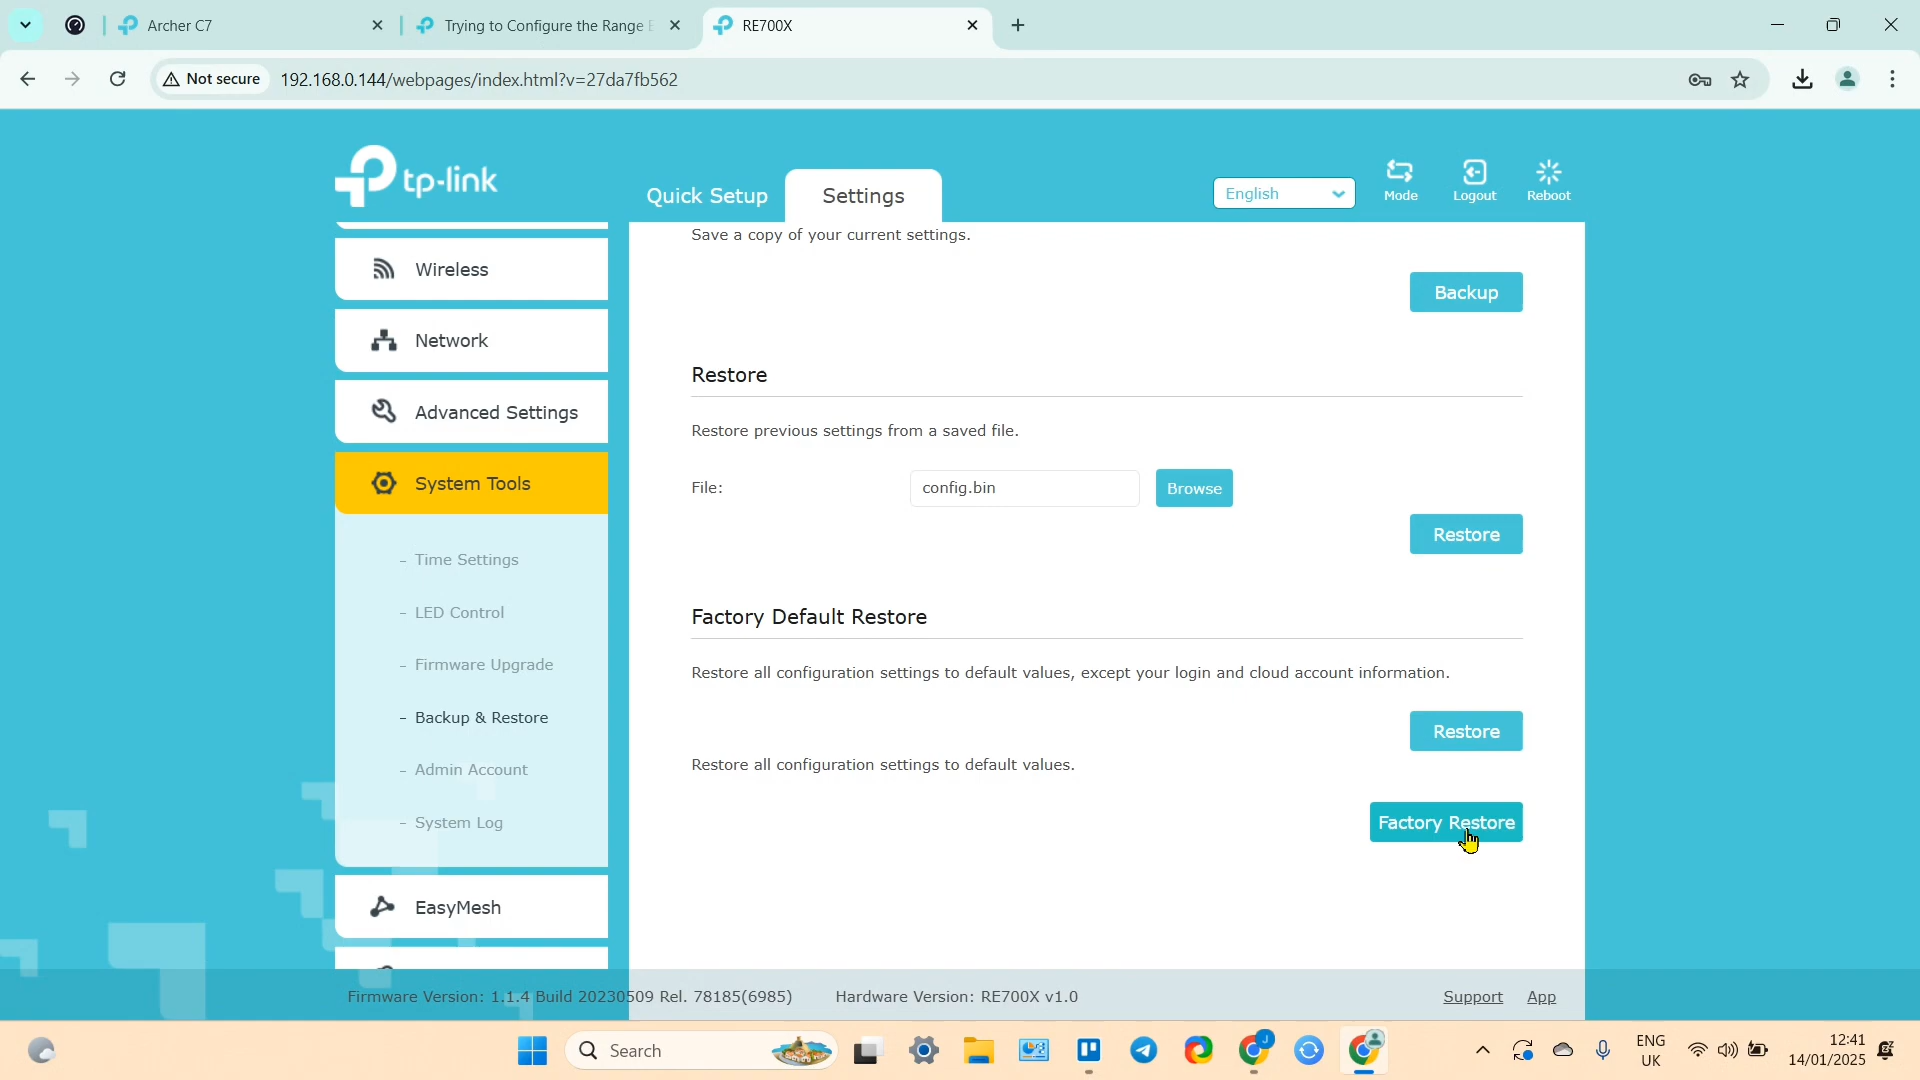 Archer C7
Trying to Configure the Range
RE700X
Not secure
192.168.0.144/webpages/index.html?v=27da7fb562
tp-link
Quick Setup
Settings
English
Mode
Logout
Reboot
Wireless
Network
Advanced Settings
System Tools
- Time Settings
- LED Control
- Firmware Upgrade
- Backup & Restore
- Admin Account
- System Log
EasyMesh
Save a copy of your current settings.
Backup
Restore
Restore previous settings from a saved file.
File:
config.bin
Browse
Restore
Factory Default Restore
Restore all configuration settings to default values, except your login and cloud account information.
Restore
Restore all configuration settings to default values.
Factory Restore
Firmware Version: 1.1.4 Build 20230509 Rel. 78185(6985)
Hardware Version: RE700X v1.0
Support
App
Search
J
ENG
UK
12:41
14/01/2025